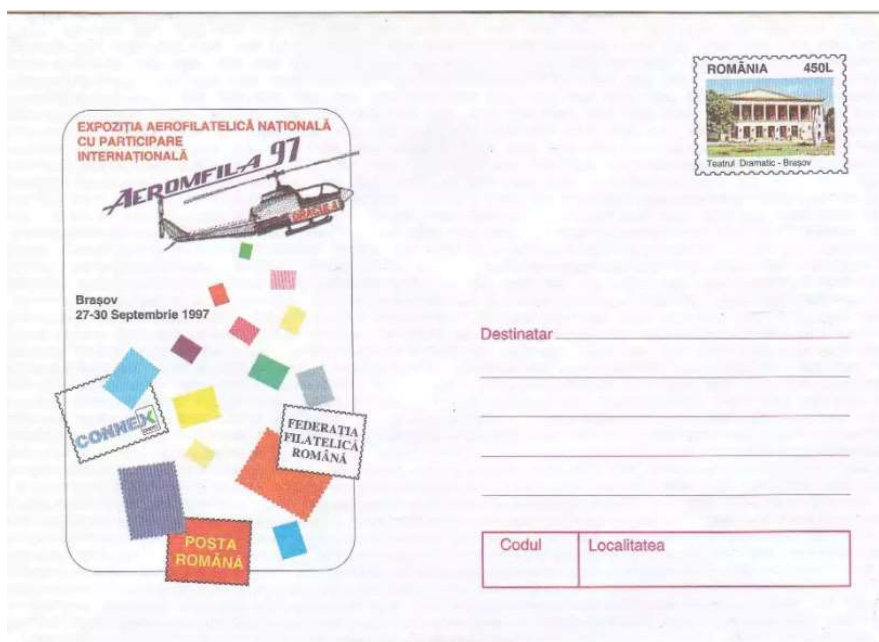 EXPOZIȚIA AEROFILATELICĂ NAȚIONALĂ
CU PARTICIPARE
INTERNAȚIONALĂ
AEROMFILA 97
DRACULA
Brașov
27-30 Septembrie 1997
CONNEX
FEDERAȚIA
FILATELICĂ
ROMÂNĂ
POSTA
ROMÂNĂ
ROMÂNIA 450L
Teatrul Dramatic - Brașov
Destinatar
Codul
Localitatea